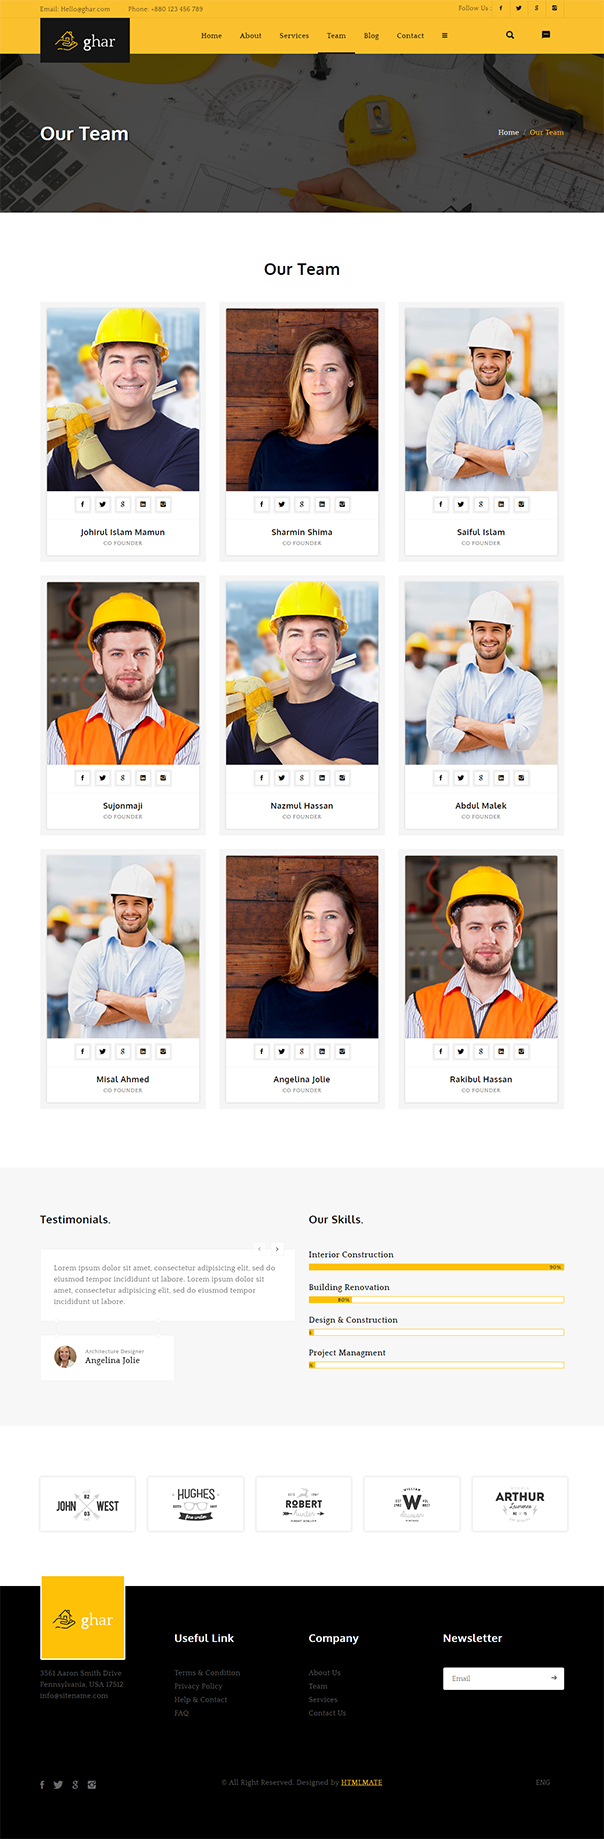 Email: Hello@ghar.com Phone: +880 123 456 789 Follow Us :
ghar Home About Services Team Blog Contact
Our Team Home / Our Team
Our Team
Johirul Islam Mamun Sharmin Shima Saiful Islam
CO FOUNDER CO FOUNDER CO FOUNDER
Sujonmaji Nazmul Hassan Abdul Malek
CO FOUNDER CO FOUNDER CO FOUNDER
Misal Ahmed Angelina Jolie Rakibul Hassan
CO FOUNDER CO FOUNDER CO FOUNDER
Testimonials.
Lorem ipsum dolor sit amet, consectetur adipisicing elit, sed do
eiusmod tempor incididunt ut labore. Lorem ipsum dolor sit
amet, consectetur adipisicing elit, sed do eiusmod tempor
incididunt ut labore.
Architecture Designer
Angelina Jolie
Our Skills.
Interior Construction
90%
Building Renovation
80%
Design & Construction
Project Managment
JOHN WEST 82 03
HUGHES
ROBERT
hunter
WILLIAM
W
ARTHUR
Lawrence
ghar
3561 Aaron Smith Drive
Pennsylvania, USA 17512
info@sitename.com
Useful Link
Terms & Condition
Privacy Policy
Help & Contact
FAQ
Company
About Us
Team
Services
Contact Us
Newsletter
Email
© All Right Reserved. Designed by HTMLMATE ENG